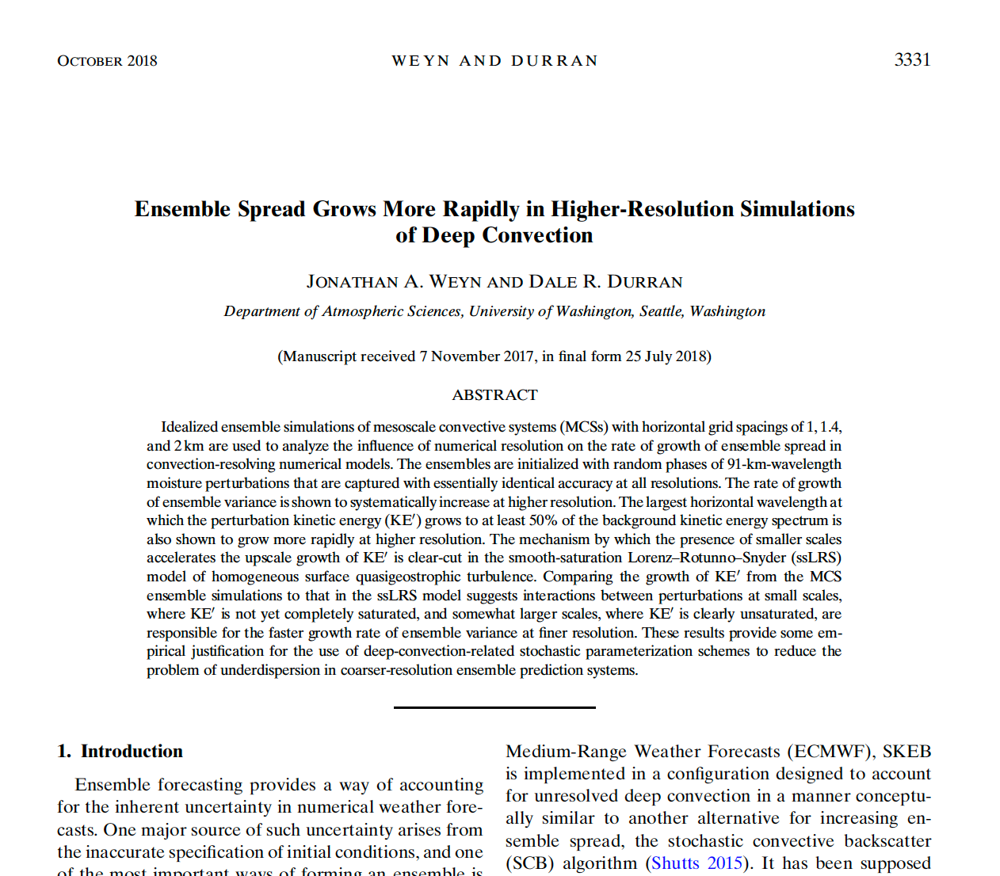 OCTOBER 2018
WEYN AND DURRAN
3331
Ensemble Spread Grows More Rapidly in Higher-Resolution Simulations
of Deep Convection
JONATHAN A. WEYN AND DALE R. DURRAN
Department of Atmospheric Sciences, University of Washington, Seattle, Washington
(Manuscript received 7 November 2017, in final form 25 July 2018)
ABSTRACT
Idealized ensemble simulations of mesoscale convective systems (MCSs) with horizontal grid spacings of 1, 1.4,
and 2 km are used to analyze the influence of numerical resolution on the rate of growth of ensemble spread in
convection-resolving numerical models. The ensembles are initialized with random phases of 91-km-wavelength
moisture perturbations that are captured with essentially identical accuracy at all resolutions. The rate of growth
of ensemble variance is shown to systematically increase at higher resolution. The largest horizontal wavelength at
which the perturbation kinetic energy (KE′) grows to at least 50% of the background kinetic energy spectrum is
also shown to grow more rapidly at higher resolution. The mechanism by which the presence of smaller scales
accelerates the upscale growth of KE′ is clear-cut in the smooth-saturation Lorenz–Rotunno–Snyder (ssLRS)
model of homogeneous surface quasigeostrophic turbulence. Comparing the growth of KE′ from the MCS
ensemble simulations to that in the ssLRS model suggests interactions between perturbations at small scales,
where KE′ is not yet completely saturated, and somewhat larger scales, where KE′ is clearly unsaturated, are
responsible for the faster growth rate of ensemble variance at finer resolution. These results provide some em-
pirical justification for the use of deep-convection-related stochastic parameterization schemes to reduce the
problem of underdispersion in coarser-resolution ensemble prediction systems.
1. Introduction
Ensemble forecasting provides a way of accounting
for the inherent uncertainty in numerical weather fore-
casts. One major source of such uncertainty arises from
the inaccurate specification of initial conditions, and one
of the most important ways of forming an ensemble is
Medium-Range Weather Forecasts (ECMWF), SKEB
is implemented in a configuration designed to account
for unresolved deep convection in a manner conceptu-
ally similar to another alternative for increasing en-
semble spread, the stochastic convective backscatter
(SCB) algorithm (Shutts 2015). It has been supposed